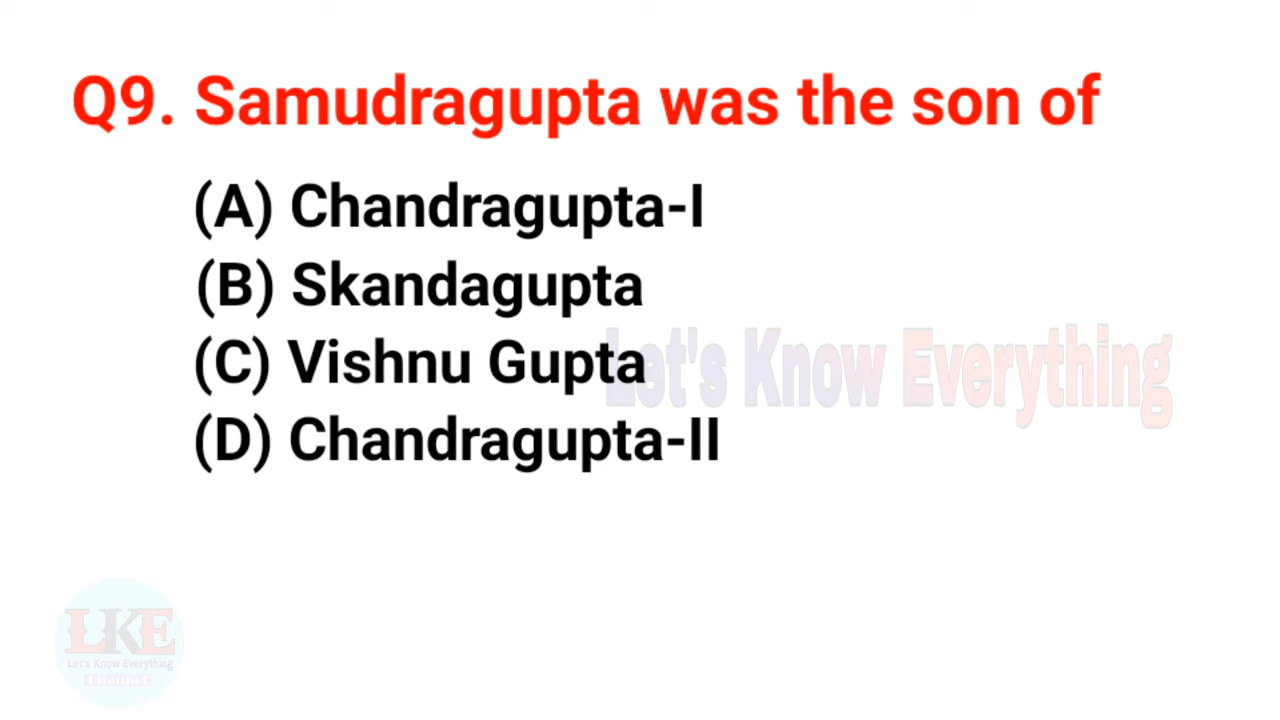 Q9. Samudragupta was the son of
(A) Chandragupta-I
(B) Skandagupta
(C) Vishnu Gupta
Let's Know Everything
(D) Chandragupta-II
LKE
Let's Know Everything
Channel